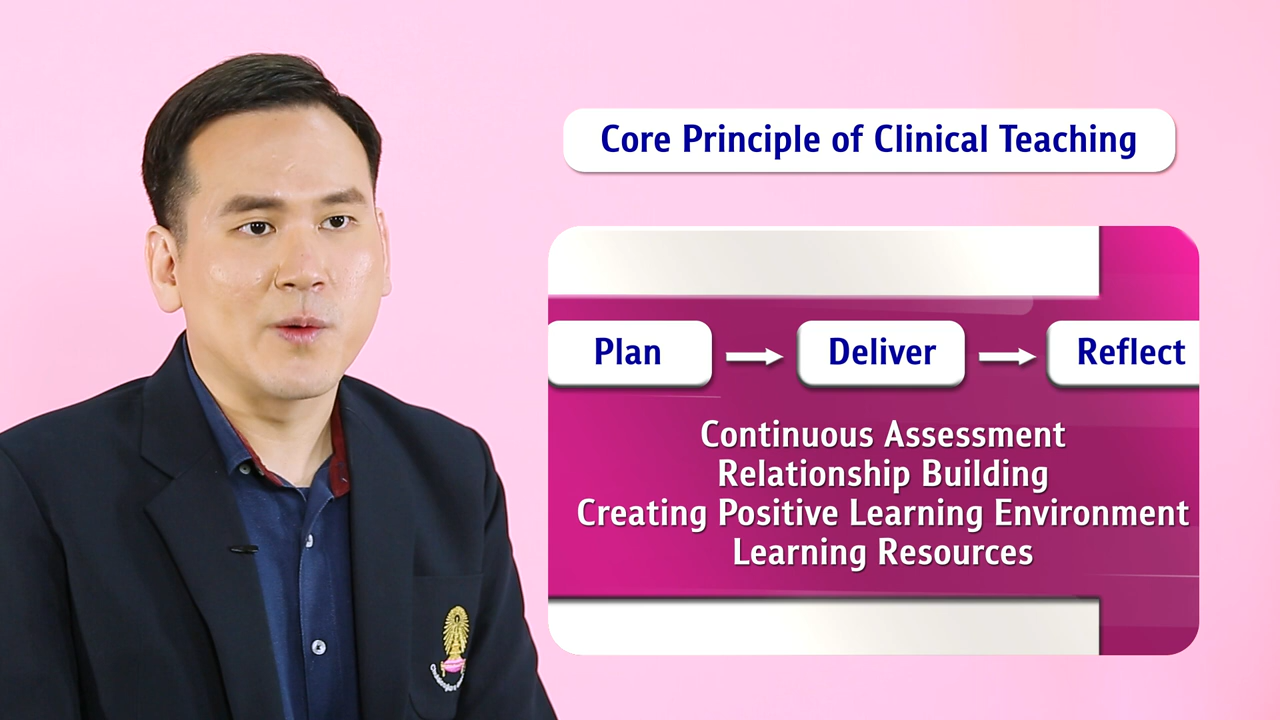 Core Principle of Clinical Teaching
Plan
Deliver
Reflect
Continuous Assessment
Relationship Building
Creating Positive Learning Environment
Learning Resources